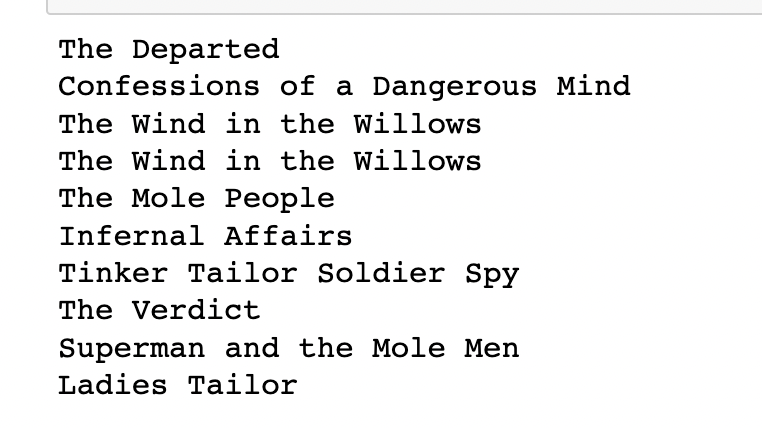 The Departed
Confessions of a Dangerous Mind
The Wind in the Willows
The Wind in the Willows
The Mole People
Infernal Affairs
Tinker Tailor Soldier Spy
The Verdict
Superman and the Mole Men
Ladies Tailor